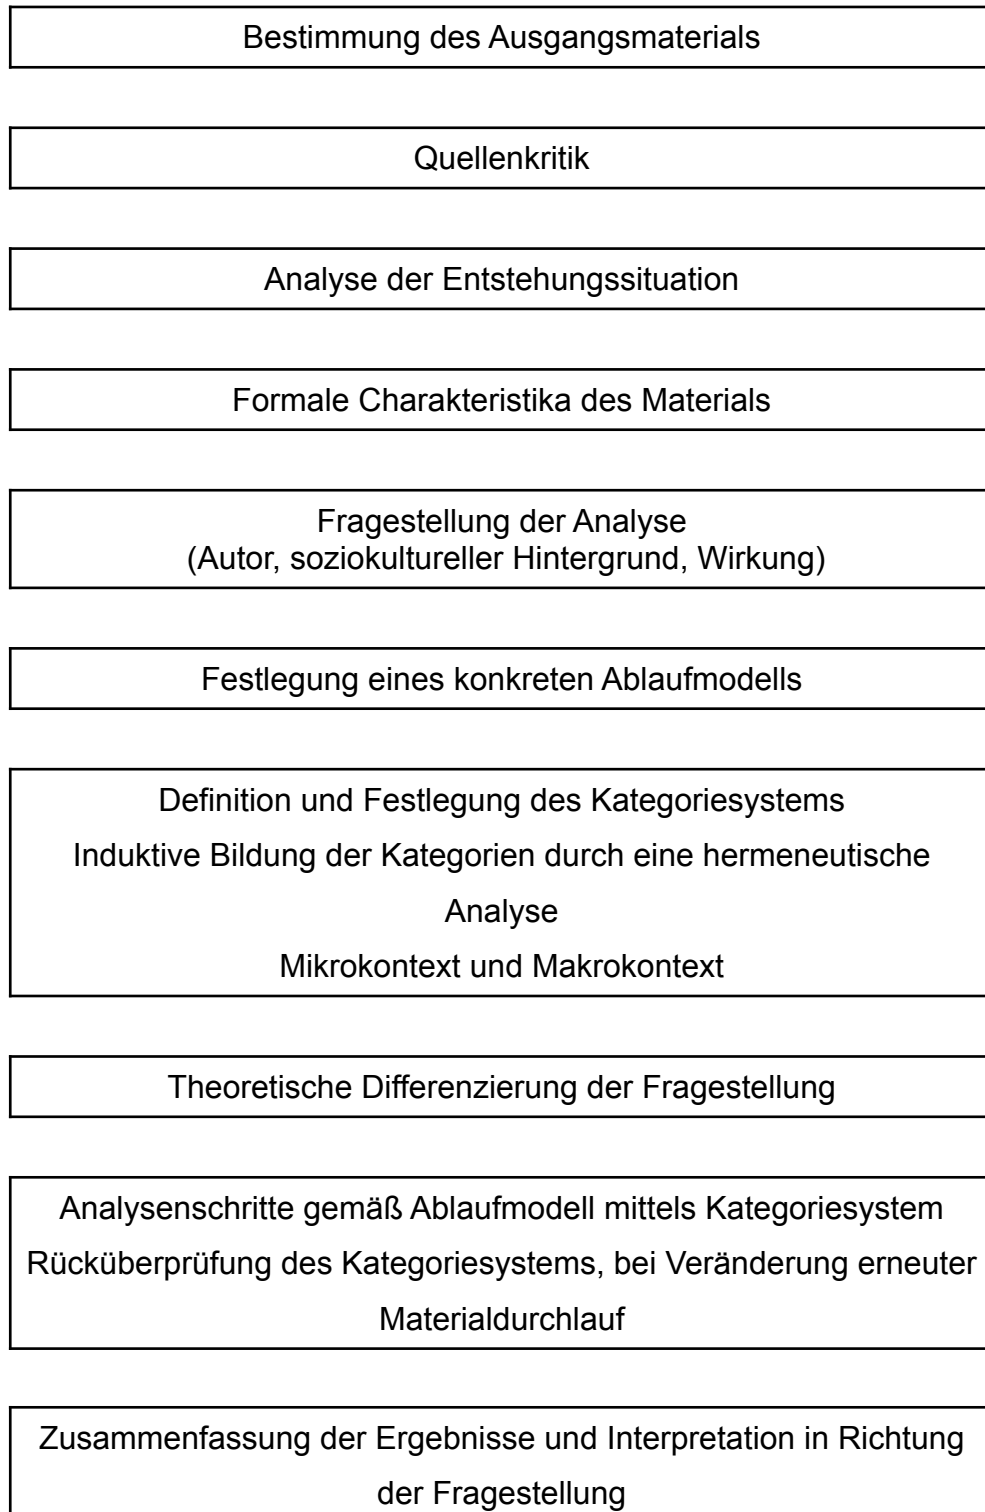 Bestimmung des Ausgangsmaterials
Quellenkritik
Analyse der Entstehungssituation
Formale Charakteristika des Materials
Fragestellung der Analyse
(Autor, soziokultureller Hintergrund, Wirkung)
Festlegung eines konkreten Ablaufmodells
Definition und Festlegung des Kategoriesystems
Induktive Bildung der Kategorien durch eine hermeneutische
Analyse
Mikrokontext und Makrokontext
Theoretische Differenzierung der Fragestellung
Analysenschritte gemäß Ablaufmodell mittels Kategoriesystem
Rücküberprüfung des Kategoriesystems, bei Veränderung erneuter
Materialdurchlauf
Zusammenfassung der Ergebnisse und Interpretation in Richtung
der Fragestellung